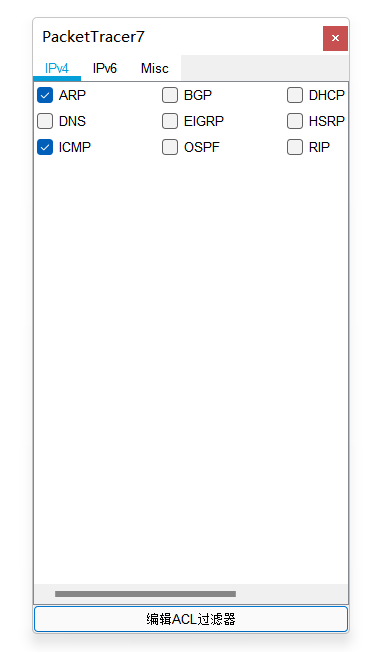 PacketTracer7
IPv4 IPv6 Misc
ARP BGP DHCP
DNS EIGRP HSRP
ICMP OSPF RIP
编辑ACL过滤器